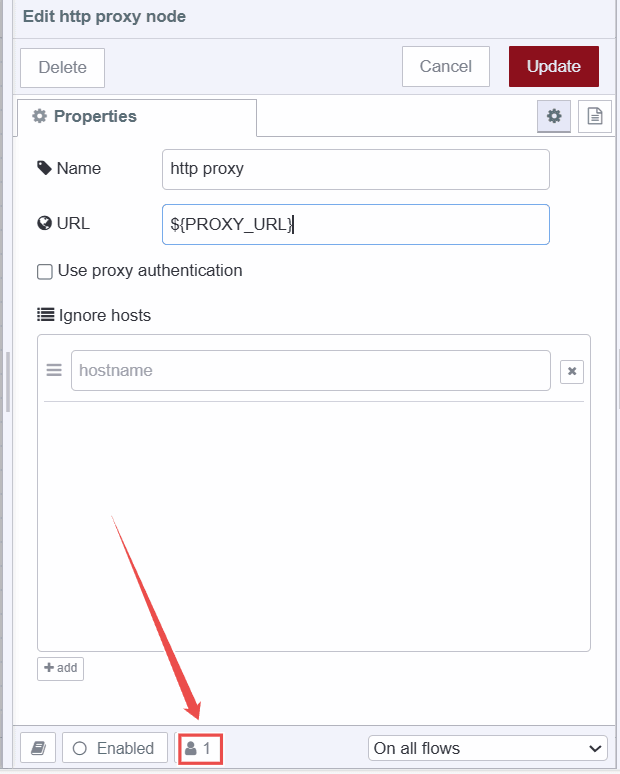 Edit http proxy node
Delete
Cancel
Update
Properties
Name
http proxy
URL
${PROXY_URL}
Use proxy authentication
Ignore hosts
hostname
add
Enabled
1
On all flows